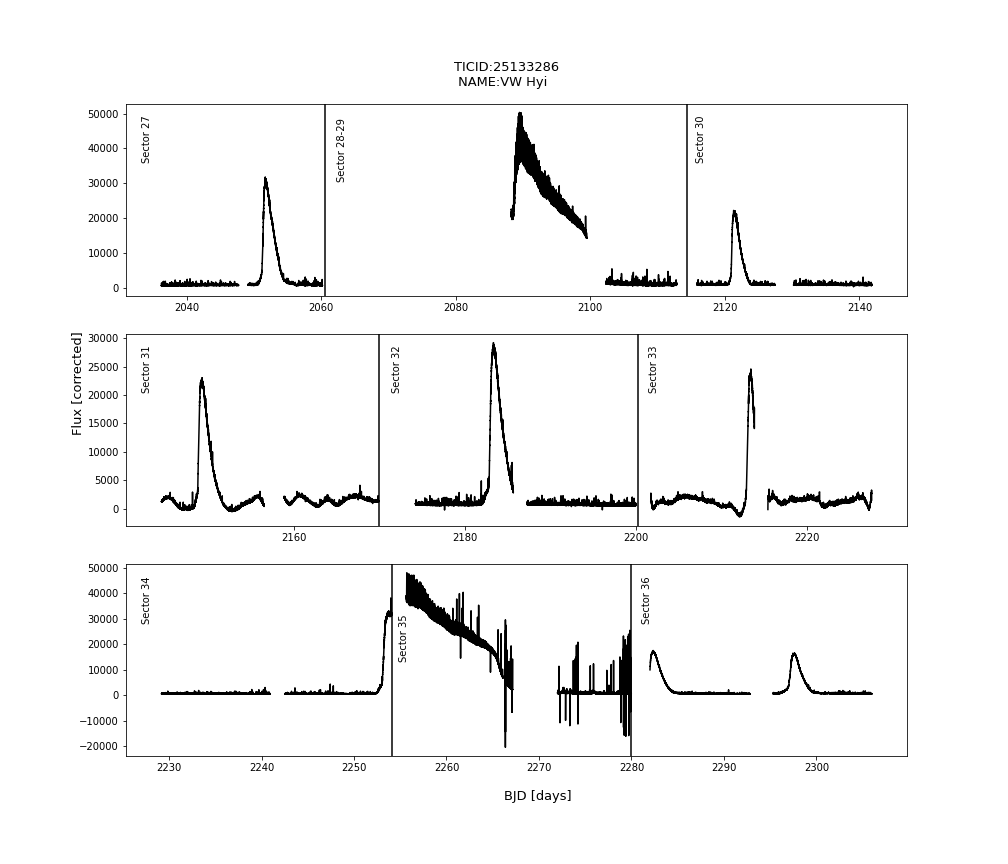 TICID:25133286
NAME:VW Hyi
Sector 27
Sector 28-29
Sector 30
50000
40000
30000
20000
10000
0
2040 2060 2080 2100 2120 2140
Flux [corrected]
Sector 31
Sector 32
Sector 33
30000
25000
20000
15000
10000
5000
0
2160 2180 2200 2220
Sector 34
Sector 35
Sector 36
50000
40000
30000
20000
10000
0
−10000
−20000
2230 2240 2250 2260 2270 2280 2290 2300
BJD [days]